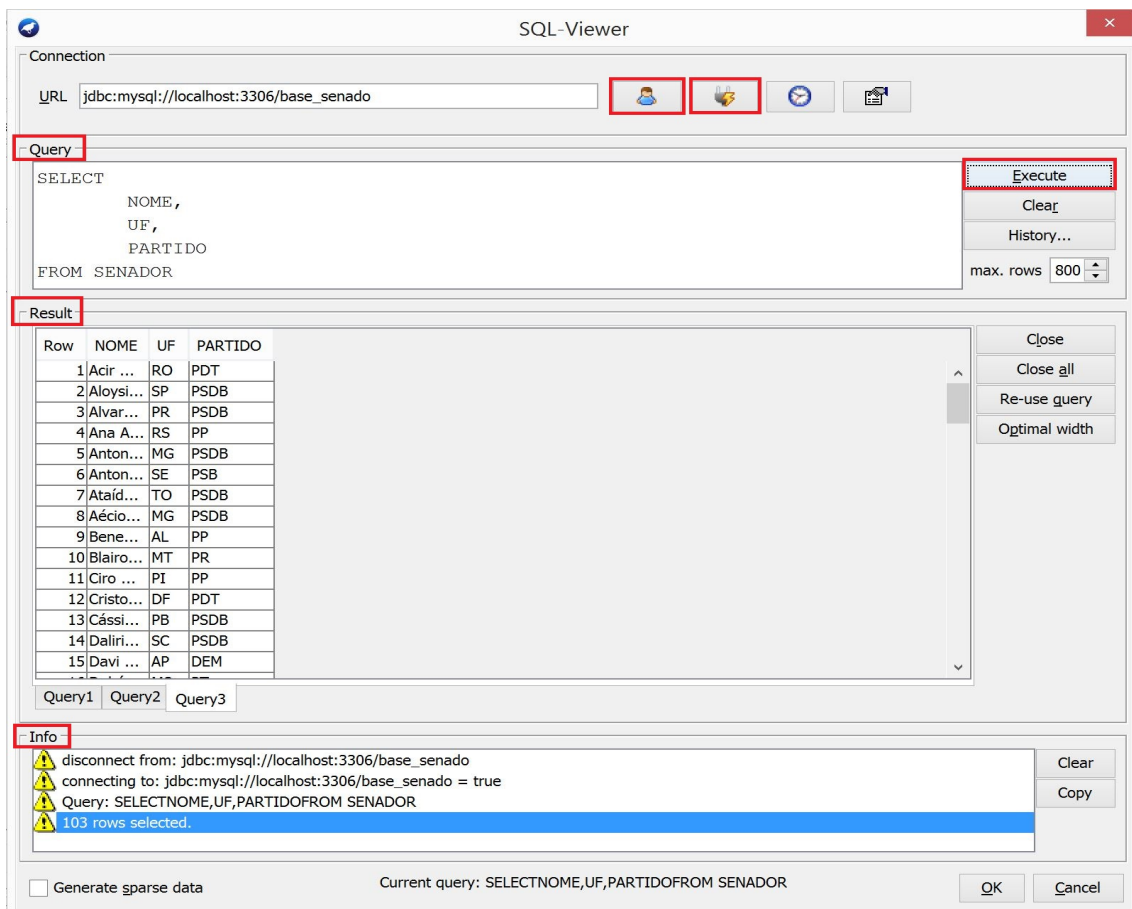 SQL-Viewer
Connection
URL jdbc:mysql://localhost:3306/base_senado
Query
SELECT
NOME,
UF,
PARTIDO
FROM SENADOR
Execute
Clear
History...
max. rows 800
Result
Row NOME UF PARTIDO
1 Acir ... RO PDT
2 Aloysi... SP PSDB
3 Alvar... PR PSDB
4 Ana A... RS PP
5 Anton... MG PSDB
6 Anton... SE PSB
7 Ataíd... TO PSDB
8 Aécio... MG PSDB
9 Bene... AL PP
10 Blairo... MT PR
11 Ciro ... PI PP
12 Cristo... DF PDT
13 Cássi... PB PSDB
14 Daliri... SC PSDB
15 Davi ... AP DEM
Close
Close all
Re-use query
Optimal width
Query1 Query2 Query3
Info
disconnect from: jdbc:mysql://localhost:3306/base_senado
connecting to: jdbc:mysql://localhost:3306/base_senado = true
Query: SELECTNOME,UF,PARTIDOFROM SENADOR
103 rows selected.
Clear
Copy
Generate sparse data
Current query: SELECTNOME,UF,PARTIDOFROM SENADOR
OK
Cancel